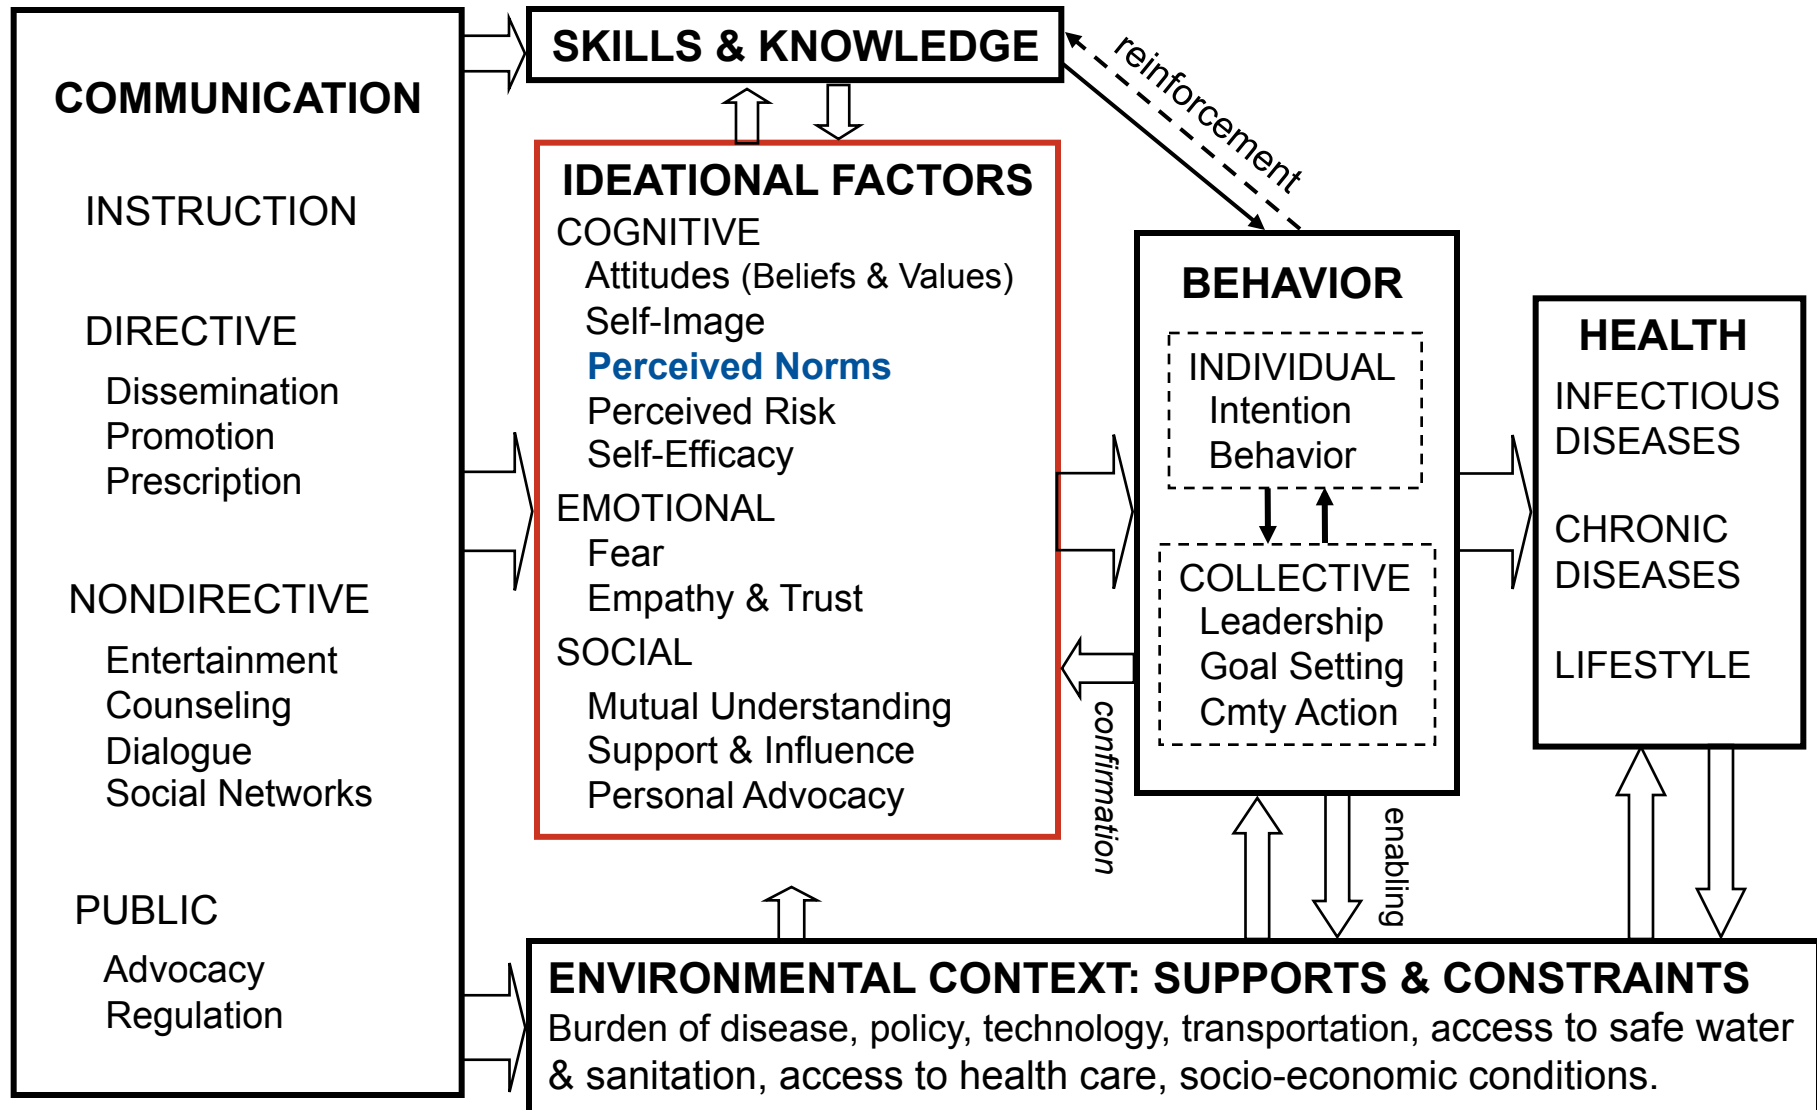 COMMUNICATION
INSTRUCTION
DIRECTIVE
Dissemination
Promotion
Prescription
NONDIRECTIVE
Entertainment
Counseling
Dialogue
Social Networks
PUBLIC
Advocacy
Regulation
SKILLS & KNOWLEDGE
reinforcement
IDEATIONAL FACTORS
COGNITIVE
Attitudes (Beliefs & Values)
Self-Image
Perceived Norms
Perceived Risk
Self-Efficacy
EMOTIONAL
Fear
Empathy & Trust
SOCIAL
Mutual Understanding
Support & Influence
Personal Advocacy
confirmation
BEHAVIOR
INDIVIDUAL
Intention
Behavior
COLLECTIVE
Leadership
Goal Setting
Cmty Action
enabling
HEALTH
INFECTIOUS
DISEASES
CHRONIC
DISEASES
LIFESTYLE
ENVIRONMENTAL CONTEXT: SUPPORTS & CONSTRAINTS
Burden of disease, policy, technology, transportation, access to safe water
& sanitation, access to health care, socio-economic conditions.